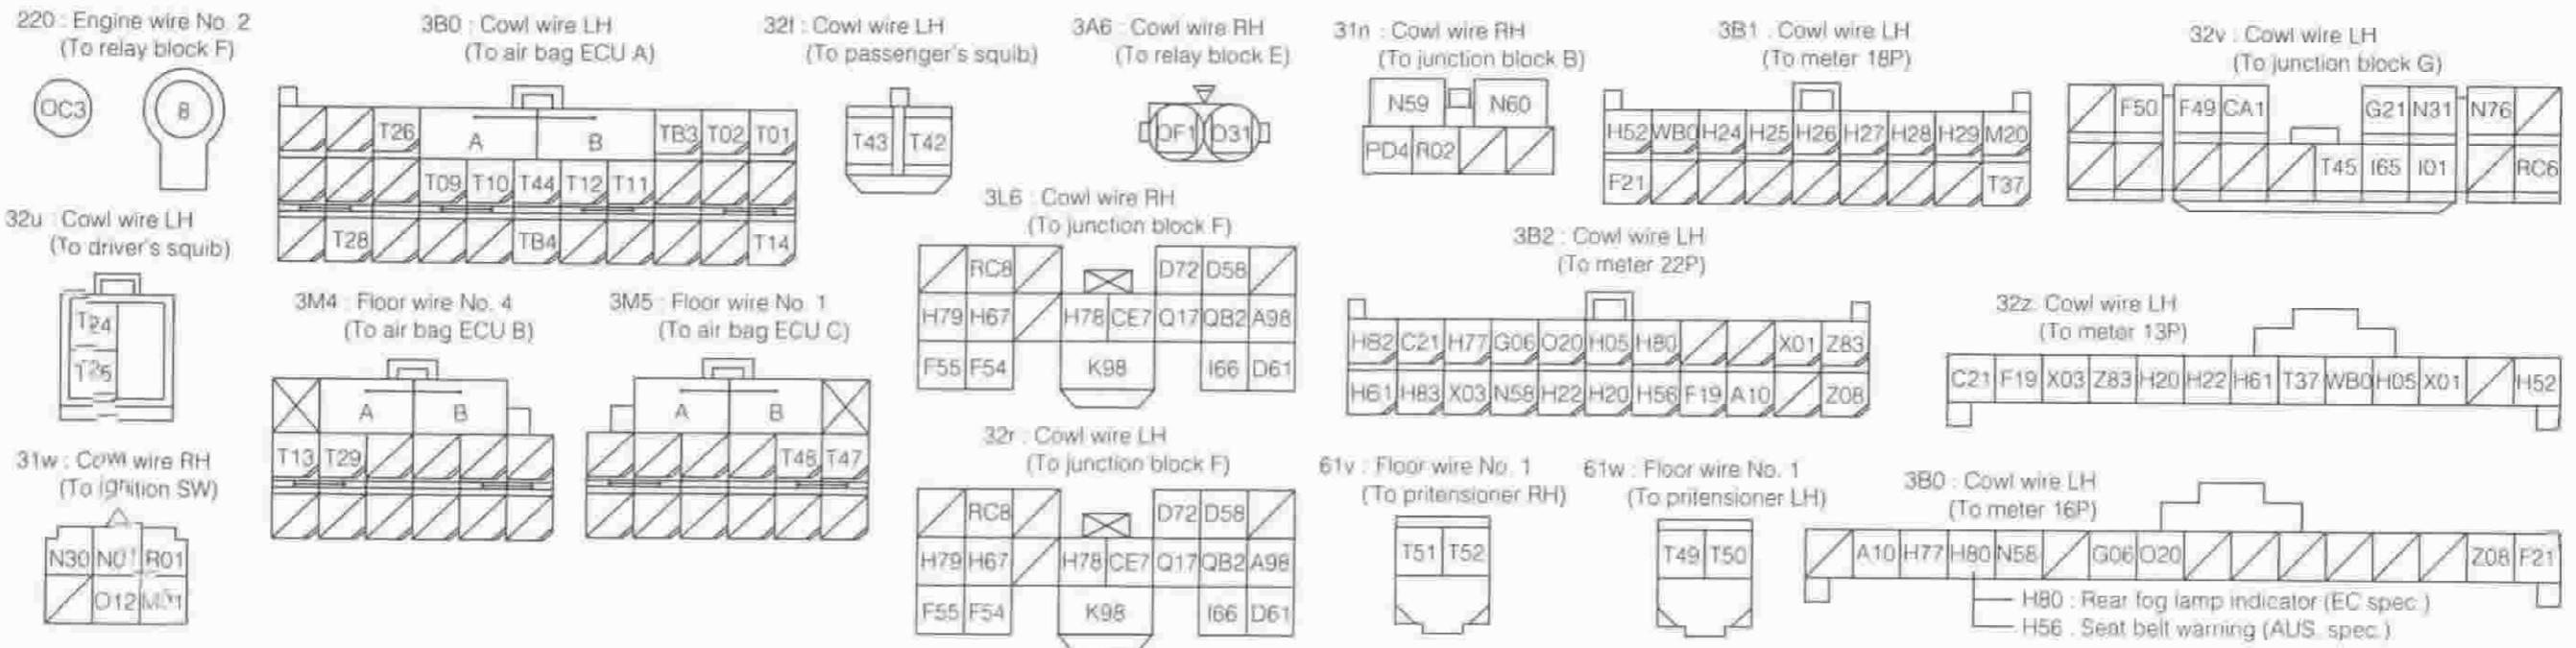 220 : Engine wire No. 2
(To relay block F)
OC3 B
3B0 : Cowl wire LH
(To air bag ECU A)
T26 A B TB3 T02 T01
T09 T10 T44 T12 T11
T28 TB4 T14
32t : Cowl wire LH
(To passenger's squib)
T43 T42
3A6 : Cowl wire RH
(To relay block E)
OF1 O31
31n : Cowl wire RH
(To junction block B)
N59 N60
PD4 R02
3B1 : Cowl wire LH
(To meter 18P)
H52 WB0 H24 H25 H26 H27 H28 H29 M20
F21 T37
32v : Cowl wire LH
(To junction block G)
F50 F49 CA1 G21 N31 N76
T45 I65 I01 RC6
32u : Cowl wire LH
(To driver's squib)
T24
T25
3M4 : Floor wire No. 4
(To air bag ECU B)
A B
T13 T29
3M5 : Floor wire No. 1
(To air bag ECU C)
A B
T48 T47
3L6 : Cowl wire RH
(To junction block F)
RC8 D72 D58
H79 H67 H78 CE7 Q17 QB2 A98
F55 F54 K98 I66 D61
3B2 : Cowl wire LH
(To meter 22P)
H82 C21 H77 G06 O20 H05 H80 X01 Z83
H61 H83 X03 N58 H22 H20 H56 F19 A10 Z08
32z. Cowl wire LH
(To meter 13P)
C21 F19 X03 Z83 H20 H22 H61 T37 WB0 H05 X01 H52
31w : Cowl wire RH
(To ignition SW)
N30 N01 R01
O12
32r : Cowl wire LH
(To junction block F)
RC8 D72 D58
H79 H67 H78 CE7 Q17 QB2 A98
F55 F54 K98 I66 D61
61v : Floor wire No. 1
(To pritensioner RH)
T51 T52
61w : Floor wire No. 1
(To pritensioner LH)
T49 T50
3B0 : Cowl wire LH
(To meter 16P)
A10 H77 H80 N58 G06 O20 Z08 F21
H80 : Rear fog lamp indicator (EC spec.)
H56 : Seat belt warning (AUS. spec.)